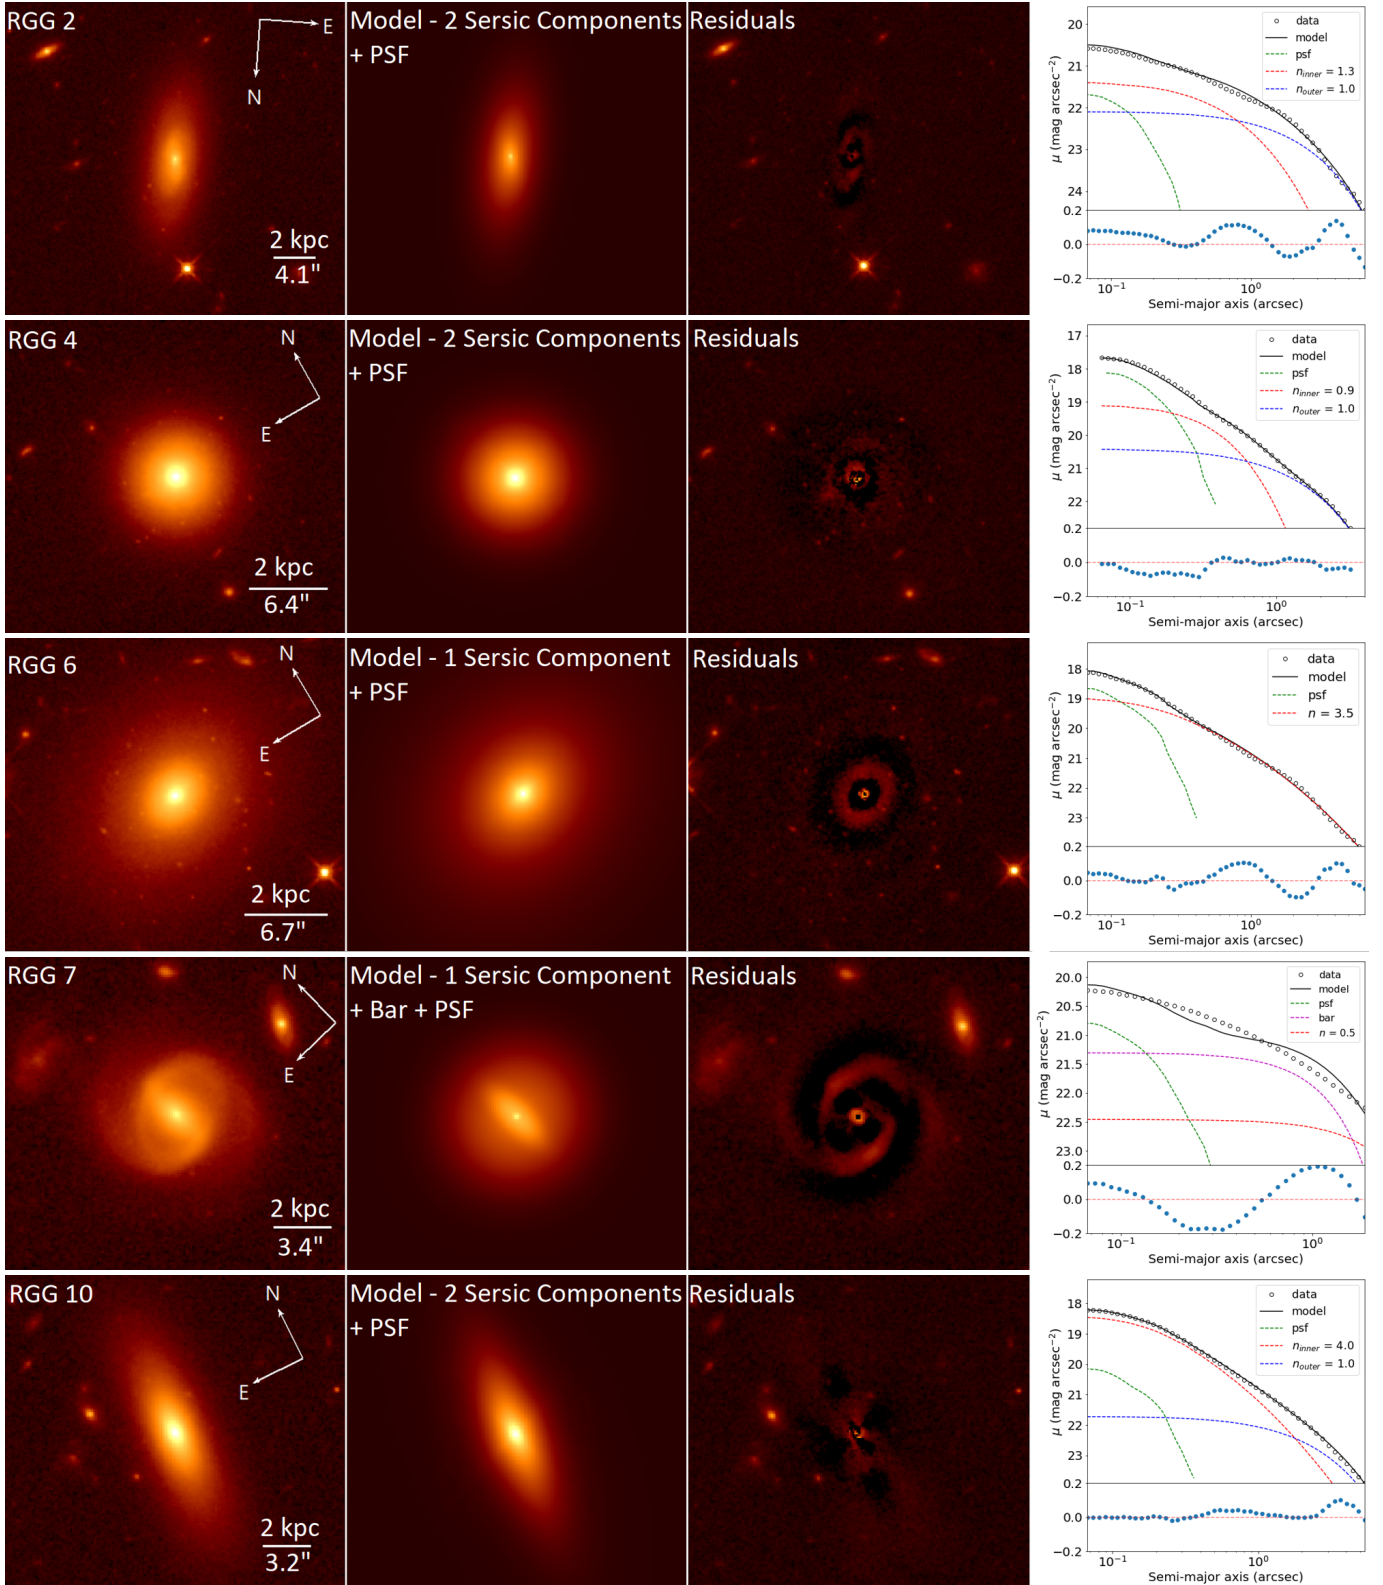 RGG 2
E
N
2 kpc
4.1"
Model - 2 Sersic Components
+ PSF
Residuals
20
21
22
23
24
μ (mag arcsec⁻²)
data
model
psf
n_inner = 1.3
n_outer = 1.0
0.2
0.0
−0.2
10⁻¹
10⁰
Semi-major axis (arcsec)
RGG 4
N
E
2 kpc
6.4"
Model - 2 Sersic Components
+ PSF
Residuals
17
18
19
20
21
22
μ (mag arcsec⁻²)
data
model
psf
n_inner = 0.9
n_outer = 1.0
0.2
0.0
−0.2
10⁻¹
10⁰
Semi-major axis (arcsec)
RGG 6
N
E
2 kpc
6.7"
Model - 1 Sersic Component
+ PSF
Residuals
18
19
20
21
22
23
μ (mag arcsec⁻²)
data
model
psf
n = 3.5
0.2
0.0
−0.2
10⁻¹
10⁰
Semi-major axis (arcsec)
RGG 7
N
E
2 kpc
3.4"
Model - 1 Sersic Component
+ Bar + PSF
Residuals
20.0
20.5
21.0
21.5
22.0
22.5
23.0
μ (mag arcsec⁻²)
data
model
psf
bar
n = 0.5
0.2
0.0
−0.2
10⁻¹
10⁰
Semi-major axis (arcsec)
RGG 10
N
E
2 kpc
3.2"
Model - 2 Sersic Components
+ PSF
Residuals
18
19
20
21
22
23
μ (mag arcsec⁻²)
data
model
psf
n_inner = 4.0
n_outer = 1.0
0.2
0.0
−0.2
10⁻¹
10⁰
Semi-major axis (arcsec)